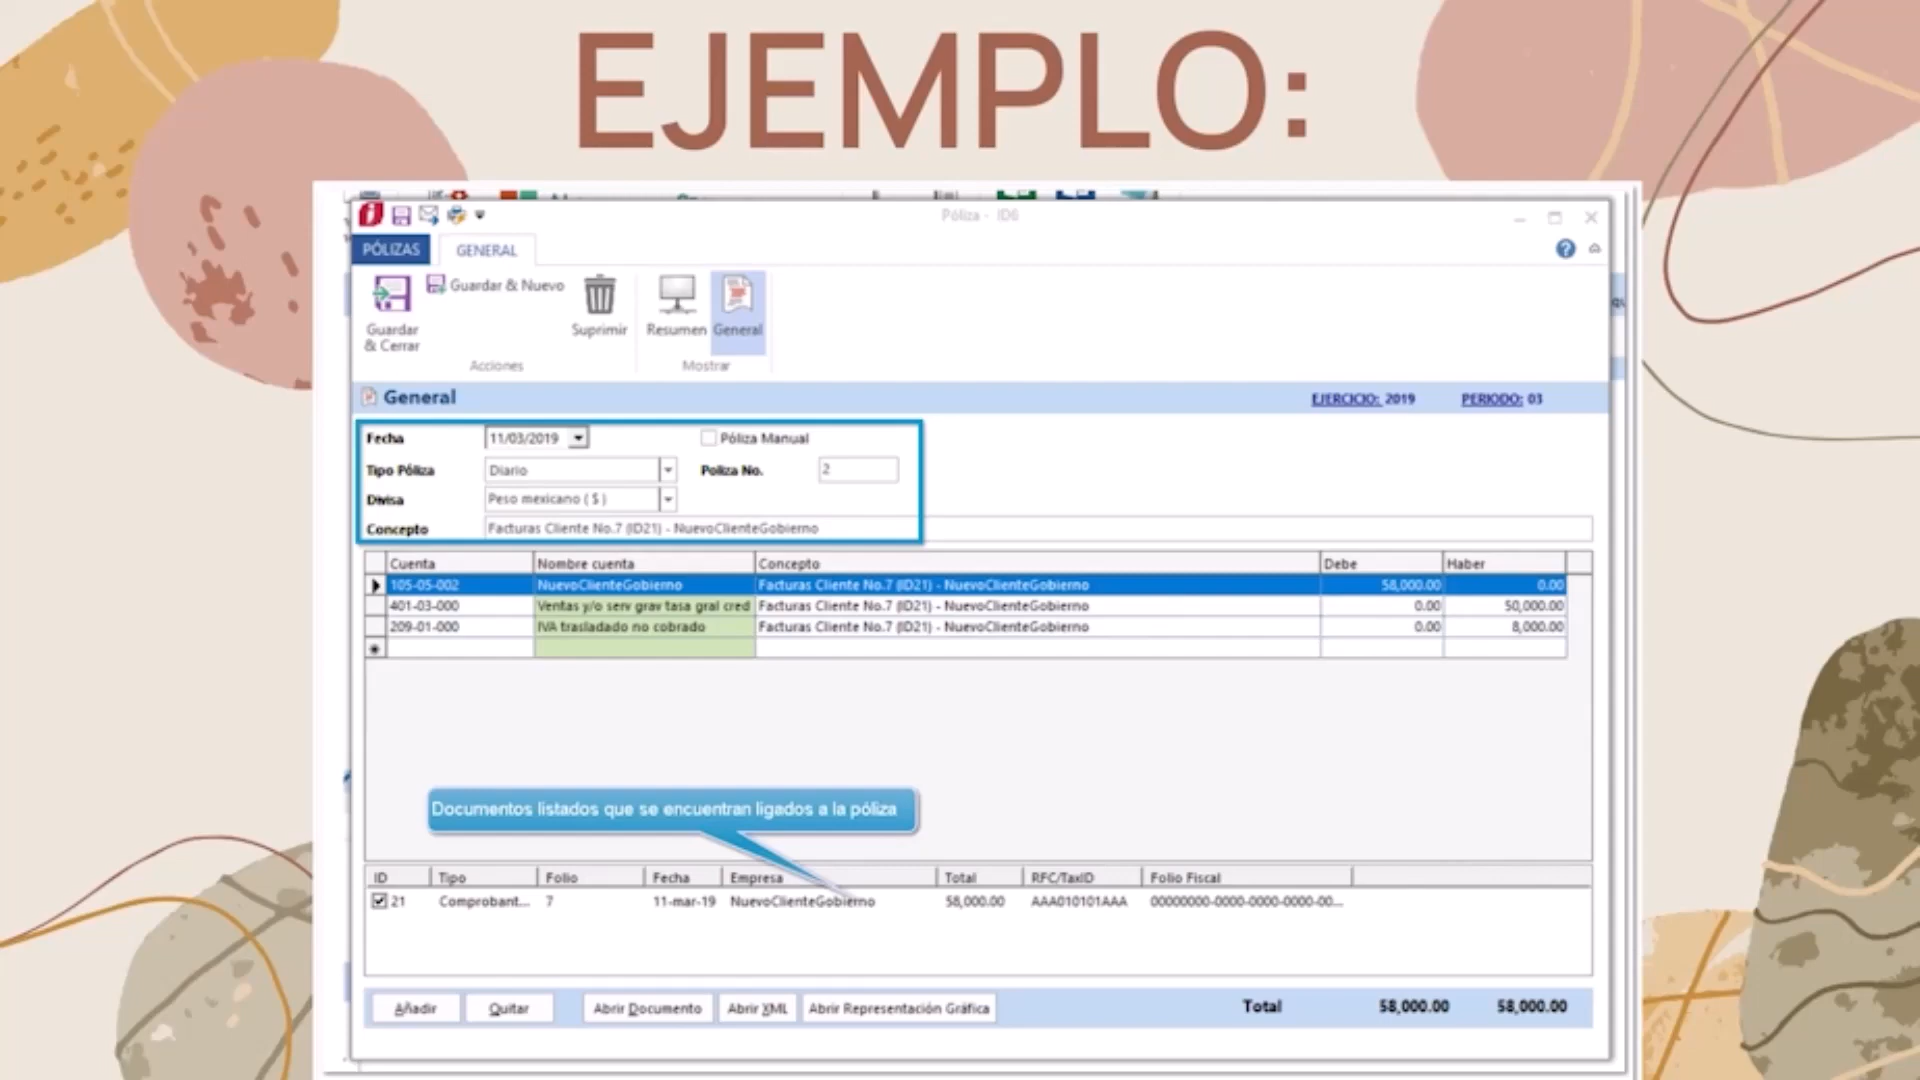 EJEMPLO:
Póliza - ID6
PÓLIZAS GENERAL
Guardar & Cerrar
Guardar & Nuevo
Suprimir
Resumen
General
Acciones
Mostrar
General EJERCICIO: 2019 PERIODO: 03
Fecha 11/03/2019 Póliza Manual
Tipo Póliza Diario Poliza No. 2
Divisa Peso mexicano ( $ )
Concepto Facturas Cliente No.7 (ID21) - NuevoClienteGobierno
Cuenta Nombre cuenta Concepto Debe Haber
105-05-002 NuevoClienteGobierno Facturas Cliente No.7 (ID21) - NuevoClienteGobierno 58,000.00 0.00
401-03-000 Ventas y/o serv grav tasa gral cred Facturas Cliente No.7 (ID21) - NuevoClienteGobierno 0.00 50,000.00
209-01-000 IVA trasladado no cobrado Facturas Cliente No.7 (ID21) - NuevoClienteGobierno 0.00 8,000.00
Documentos listados que se encuentran ligados a la póliza
ID Tipo Folio Fecha Empresa Total RFC/TaxID Folio Fiscal
21 Comprobant... 7 11-mar-19 NuevoClienteGobierno 58,000.00 AAA010101AAA 00000000-0000-0000-0000-00...
Añadir Quitar Abrir Documento Abrir XML Abrir Representación Gráfica Total 58,000.00 58,000.00